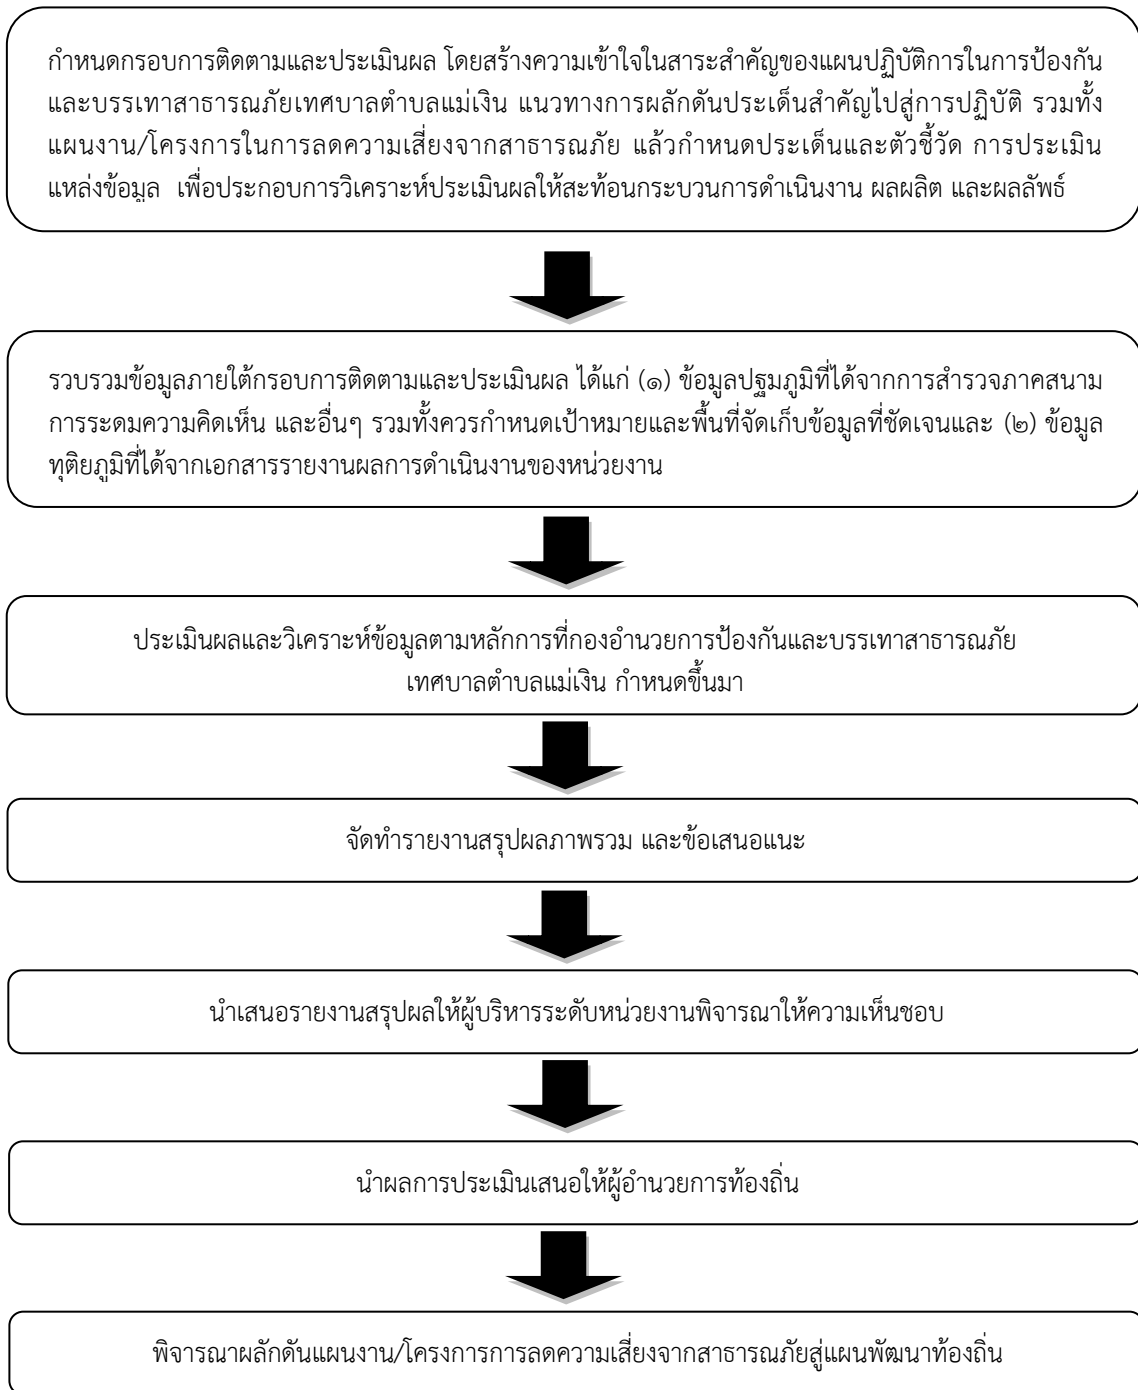 กำหนดกรอบการติดตามและประเมินผล โดยสร้างความเข้าใจในสาระสำคัญของแผนปฏิบัติการในการป้องกัน
และบรรเทาสาธารณภัยเทศบาลตำบลแม่เงิน แนวทางการผลักดันประเด็นสำคัญไปสู่การปฏิบัติ รวมทั้ง
แผนงาน/โครงการในการลดความเสี่ยงจากสาธารณภัย แล้วกำหนดประเด็นและตัวชี้วัด การประเมิน
แหล่งข้อมูล เพื่อประกอบการวิเคราะห์ประเมินผลให้สะท้อนกระบวนการดำเนินงาน ผลผลิต และผลลัพธ์
รวบรวมข้อมูลภายใต้กรอบการติดตามและประเมินผล ได้แก่ (๑) ข้อมูลปฐมภูมิที่ได้จากการสำรวจภาคสนาม
การระดมความคิดเห็น และอื่นๆ รวมทั้งควรกำหนดเป้าหมายและพื้นที่จัดเก็บข้อมูลที่ชัดเจนและ (๒) ข้อมูล
ทุติยภูมิที่ได้จากเอกสารรายงานผลการดำเนินงานของหน่วยงาน
ประเมินผลและวิเคราะห์ข้อมูลตามหลักการที่กองอำนวยการป้องกันและบรรเทาสาธารณภัย
เทศบาลตำบลแม่เงิน กำหนดขึ้นมา
จัดทำรายงานสรุปผลภาพรวม และข้อเสนอแนะ
นำเสนอรายงานสรุปผลให้ผู้บริหารระดับหน่วยงานพิจารณาให้ความเห็นชอบ
นำผลการประเมินเสนอให้ผู้อำนวยการท้องถิ่น
พิจารณาผลักดันแผนงาน/โครงการการลดความเสี่ยงจากสาธารณภัยสู่แผนพัฒนาท้องถิ่น